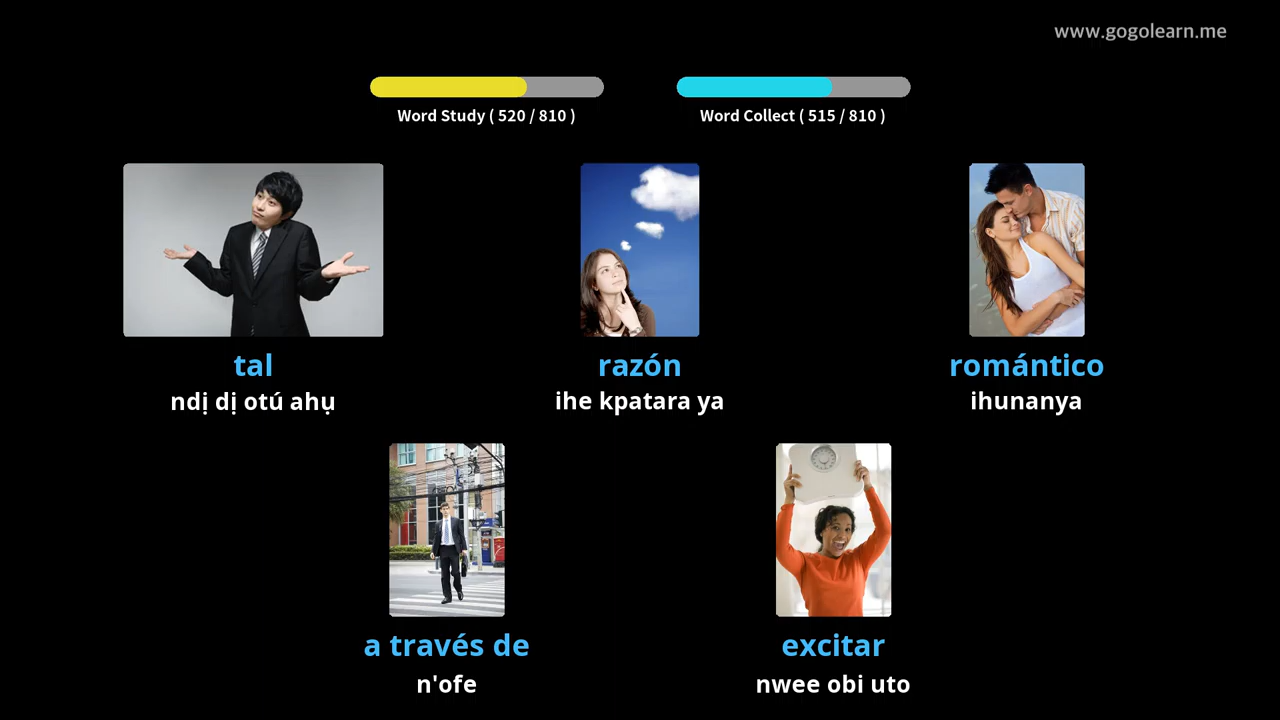 www.gogolearn.me
Word Study ( 520 / 810 )
Word Collect ( 515 / 810 )
tal
ndị dị otú ahụ
razón
ihe kpatara ya
romántico
ihunanya
a través de
n'ofe
excitar
nwee obi uto